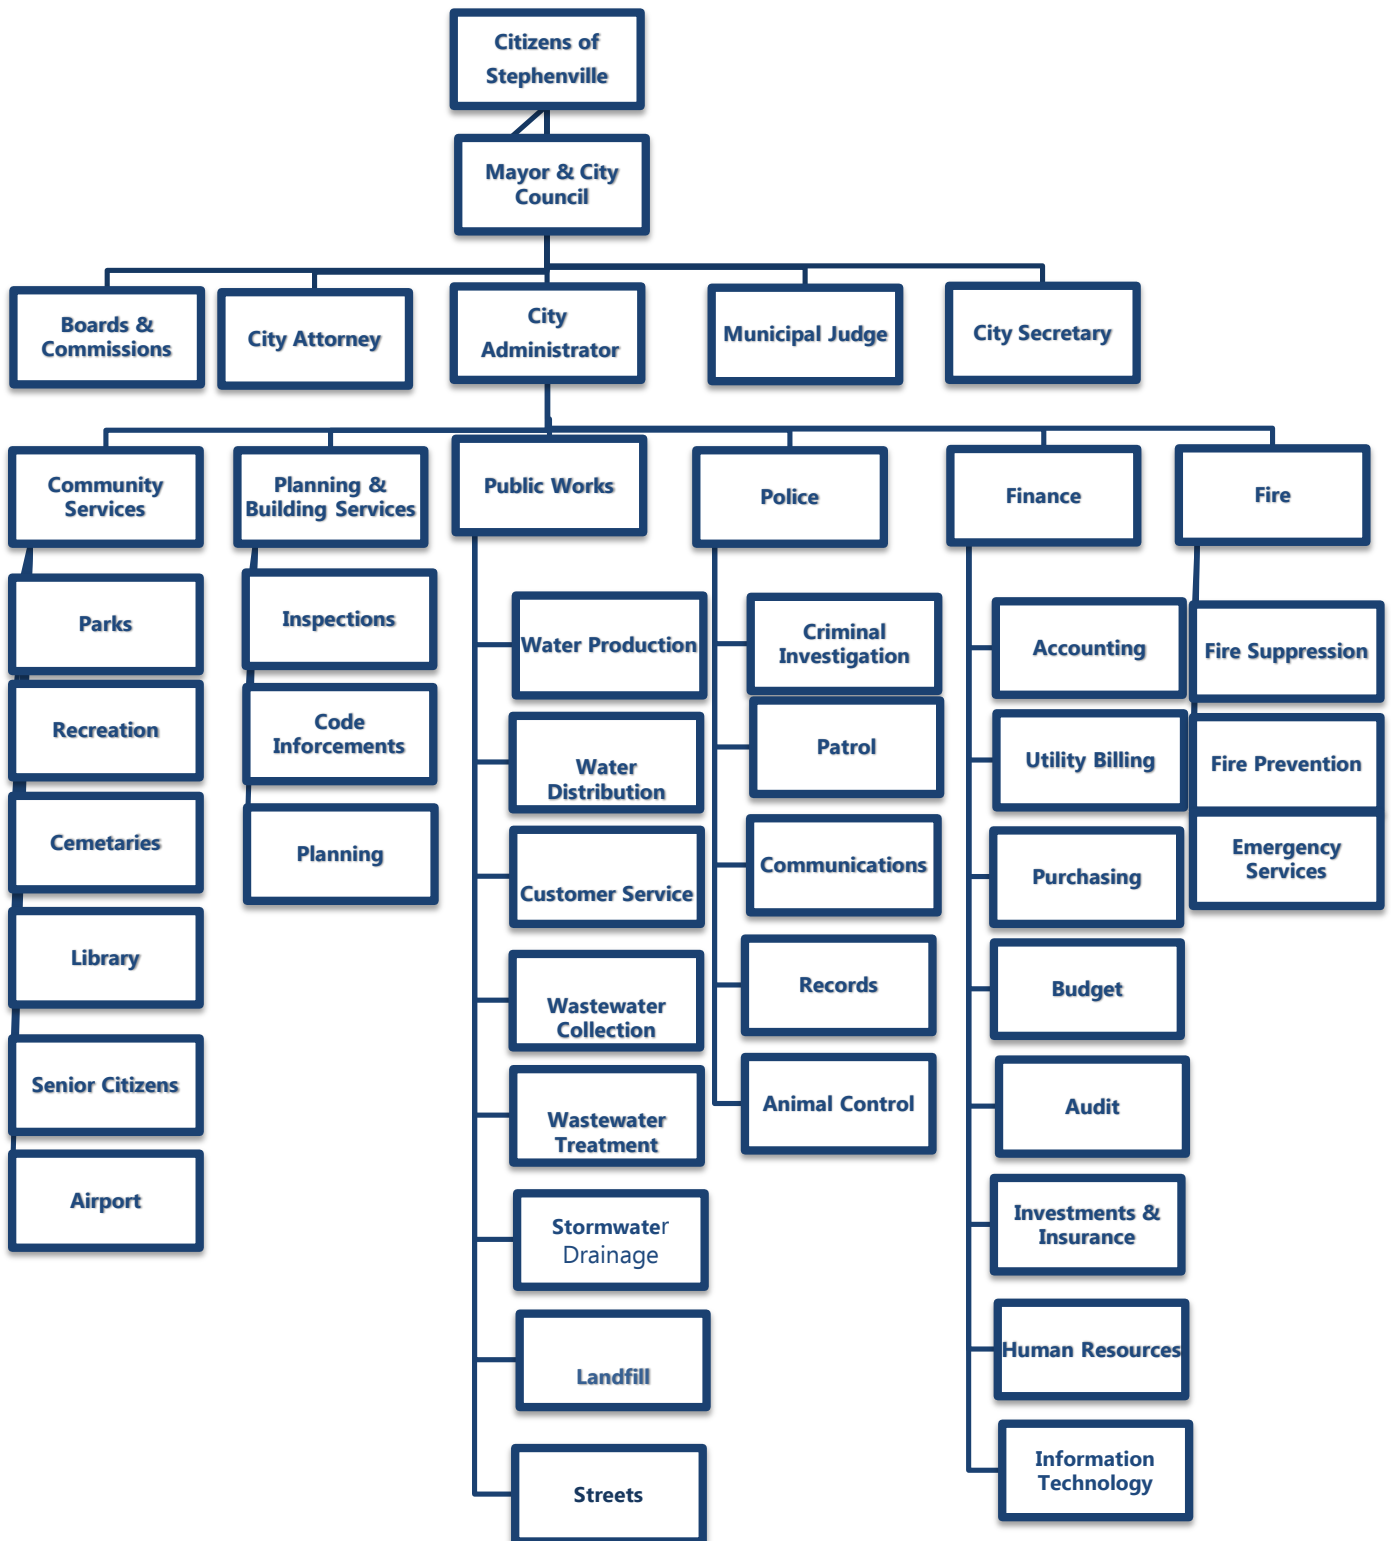 Citizens of
Stephenville
Mayor & City
Council
Boards &
Commissions
City Attorney
City
Administrator
Municipal Judge
City Secretary
Community
Services
Planning &
Building Services
Public Works
Police
Finance
Fire
Parks
Recreation
Cemetaries
Library
Senior Citizens
Airport
Inspections
Code
Inforcements
Planning
Water Production
Water
Distribution
Customer Service
Wastewater
Collection
Wastewater
Treatment
Stormwater
Drainage
Landfill
Streets
Criminal
Investigation
Patrol
Communications
Records
Animal Control
Accounting
Utility Billing
Purchasing
Budget
Audit
Investments &
Insurance
Human Resources
Information
Technology
Fire Suppression
Fire Prevention
Emergency
Services